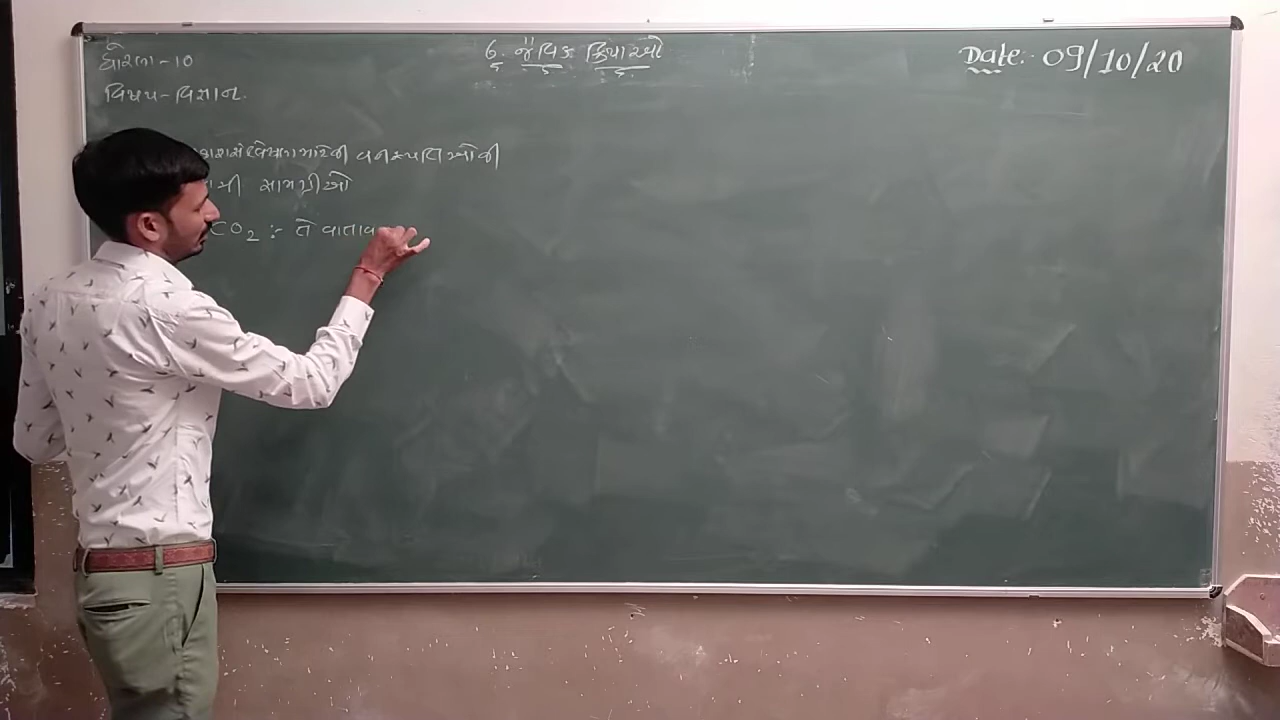 ધોરણ-10
વિષય-વિજ્ઞાન.
6. જૈવિક ક્રિયાઓ
Date:- 09/10/20
વનસ્પતિઓની
સામગ્રીઓ
CO2 :- તે વાતાવ